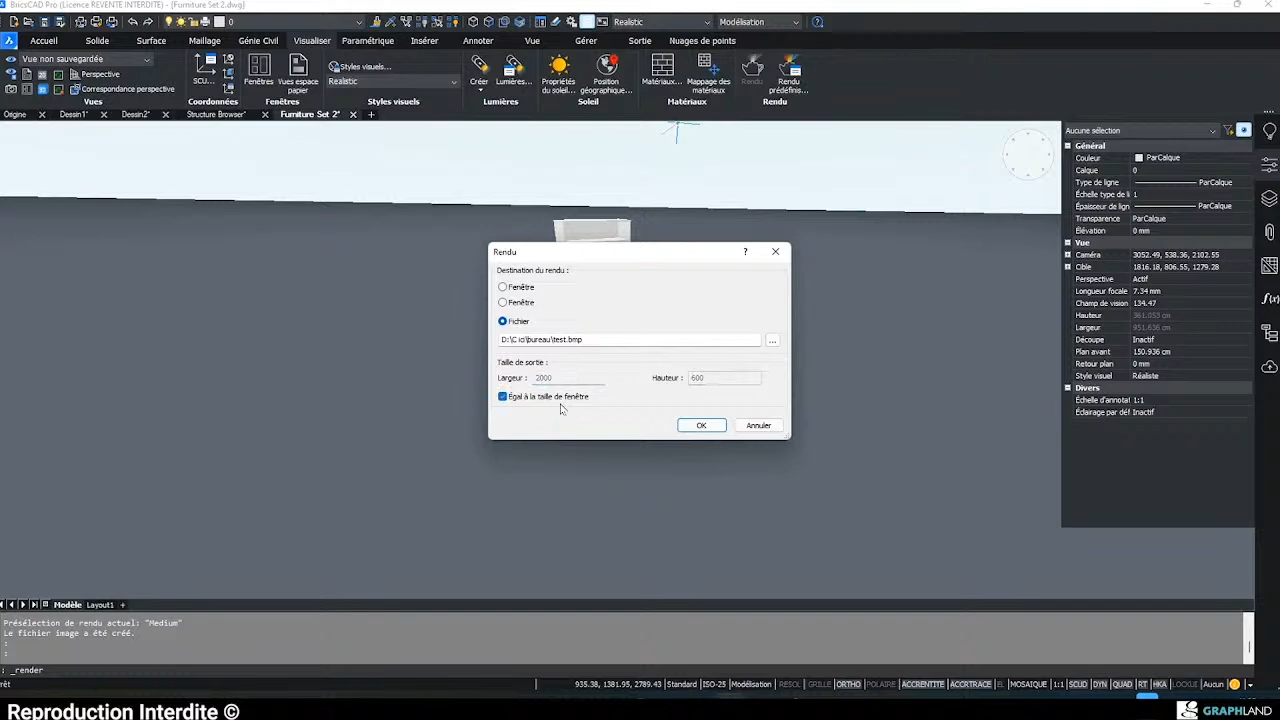 BricsCAD Pro (Licence REVENTE INTERDITE) - [Furniture Set 2.dwg]
0 Realistic Modélisation
Accueil Solide Surface Maillage Génie Civil Visualiser Paramétrique Insérer Annoter Vue Gérer Sortie Nuages de points
Vue non sauvegardée
Perspective
Correspondance perspective
Vues
SCU...
Coordonnées
Fenêtres
Vues espace
papier
Fenêtres
Styles visuels...
Realistic
Styles visuels
Créer
Lumières...
Lumières
Propriétés
du soleil...
Position
géographique...
Soleil
Matériaux...
Mappage des
matériaux
Matériaux
Rendu
Rendu
prédéfinis...
Rendu
Origine Dessin1* Dessin2* Structure Browser* Furniture Set 2* +
Aucune sélection
Général
Couleur ParCalque
Calque 0
Type de ligne ParCalque
Échelle type de li 1
Épaisseur de lign ParCalque
Transparence ParCalque
Élévation 0 mm
Vue
Caméra 3052.49, 538.36, 2102.55
Cible 1816.18, 806.55, 1279.28
Perspective Actif
Longueur focale 7.34 mm
Champ de vision 134.47
Hauteur 361.053 cm
Largeur 951.636 cm
Découpe Inactif
Plan avant 150.936 cm
Retour plan 0 mm
Style visuel Réaliste
Divers
Échelle d'annotal 1:1
Éclairage par déf Inactif
Rendu ?
Destination du rendu :
Fenêtre
Fenêtre
Fichier
D:\C ici\bureau\test.bmp ...
Taille de sortie :
Largeur : 2000 Hauteur : 600
Égal à la taille de fenêtre
OK Annuler
Modèle Layout1 +
Présélection de rendu actuel: "Medium"
Le fichier image a été créé.
:
:
: _render
rêt 935.38, 1381.95, 2789.43 Standard ISO-25 Modélisation RESOL GRILLE ORTHO POLAIRE ACCRENTITE ACCRTRACE EL MOSAIQUE 1:1 SCUD DYN QUAD RT HKA LOCKUI Aucun
Reproduction Interdite ©
GRAPHLAND